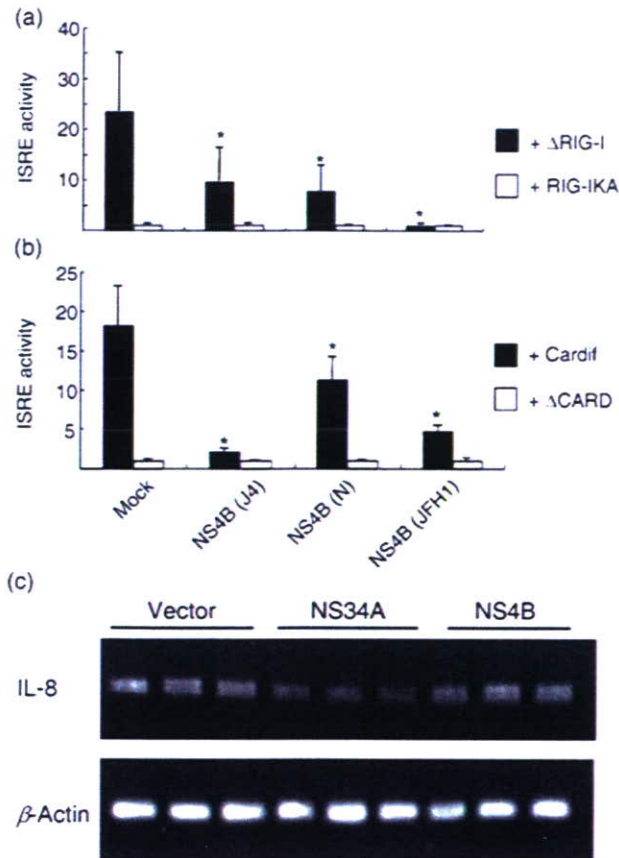 (a)
ISRE activity
40
30
20
10
*
*
*
+ ΔRIG-I
+ RIG-IKA
(b)
ISRE activity
25
20
15
10
5
*
*
*
+ Cardif
+ ΔCARD
Mock
NS4B (J4)
NS4B (N)
NS4B (JFH1)
(c)
Vector NS34A NS4B
IL-8
β-Actin